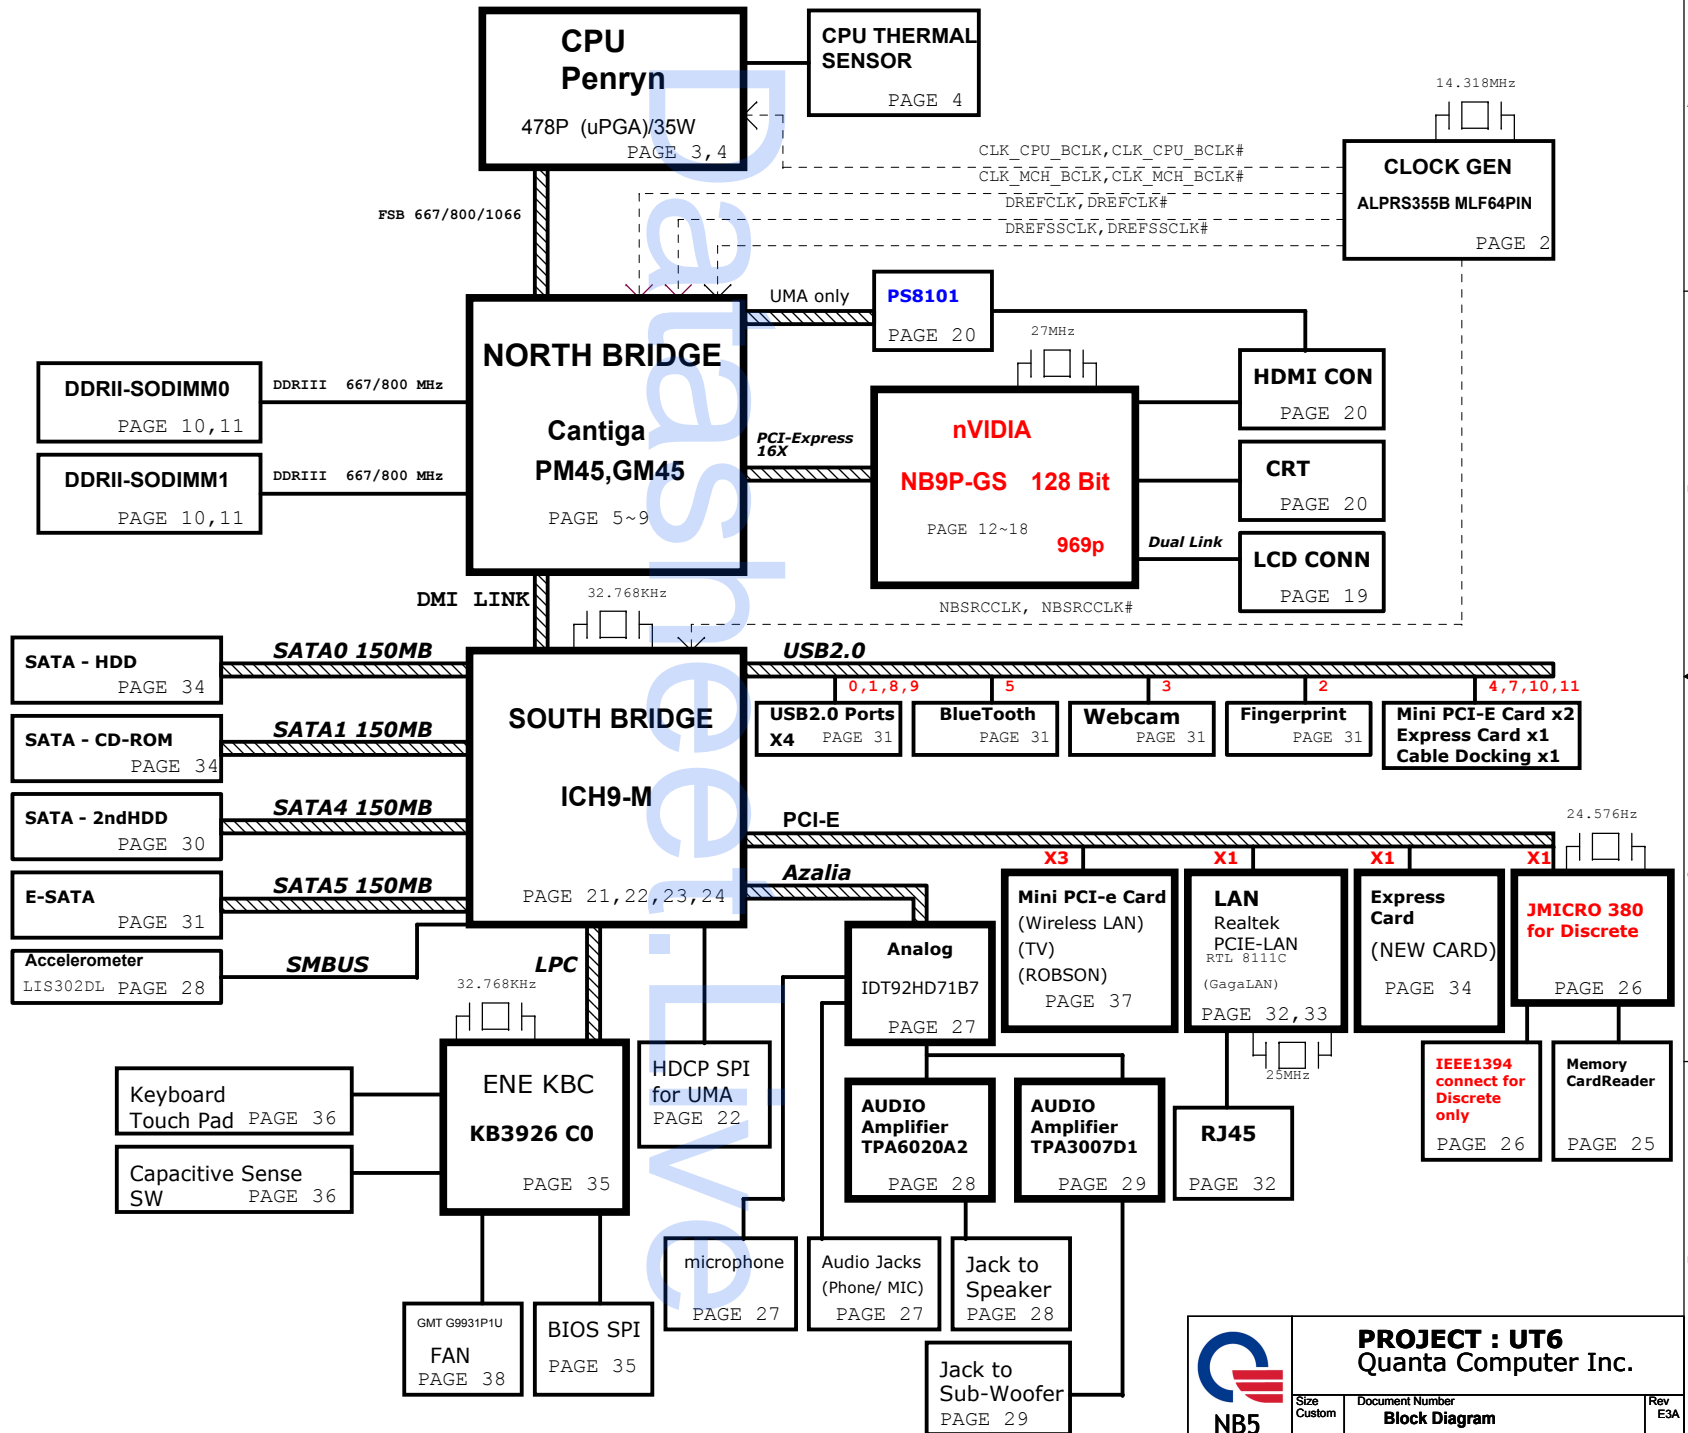 CPU
Penryn
478P (uPGA)/35W
PAGE 3,4
CPU THERMAL
SENSOR
PAGE 4
14.318MHz
CLOCK GEN
ALPRS355B MLF64PIN
PAGE 2
CLK_CPU_BCLK,CLK_CPU_BCLK#
CLK_MCH_BCLK,CLK_MCH_BCLK#
DREFCLK,DREFCLK#
DREFSSCLK,DREFSSCLK#
FSB 667/800/1066
NORTH BRIDGE
Cantiga
PM45,GM45
PAGE 5~9
UMA only
PS8101
PAGE 20
27MHz
HDMI CON
PAGE 20
DDRII-SODIMM0
PAGE 10,11
DDRIII 667/800 MHz
DDRII-SODIMM1
PAGE 10,11
DDRIII 667/800 MHz
PCI-Express
16X
nVIDIA
NB9P-GS 128 Bit
PAGE 12~18
969p
CRT
PAGE 20
Dual Link
LCD CONN
PAGE 19
NBSRCCLK, NBSRCCLK#
DMI LINK
32.768KHz
SATA - HDD
PAGE 34
SATA0 150MB
SATA - CD-ROM
PAGE 34
SATA1 150MB
SATA - 2ndHDD
PAGE 30
SATA4 150MB
E-SATA
PAGE 31
SATA5 150MB
Accelerometer
LIS302DL PAGE 28
SMBUS
SOUTH BRIDGE
ICH9-M
PAGE 21,22,23,24
USB2.0
0,1,8,9
5
3
2
4,7,10,11
USB2.0 Ports
X4 PAGE 31
BlueTooth
PAGE 31
Webcam
PAGE 31
Fingerprint
PAGE 31
Mini PCI-E Card x2
Express Card x1
Cable Docking x1
PCI-E
24.576Hz
X3
X1
X1
X1
Azalia
Mini PCI-e Card
(Wireless LAN)
(TV)
(ROBSON)
PAGE 37
LAN
Realtek
PCIE-LAN
RTL 8111C
(GagaLAN)
PAGE 32,33
25MHz
Express
Card
(NEW CARD)
PAGE 34
JMICRO 380
for Discrete
PAGE 26
LPC
32.768KHz
Analog
IDT92HD71B7
PAGE 27
HDCP SPI
for UMA
PAGE 22
ENE KBC
KB3926 C0
PAGE 35
Keyboard
Touch Pad PAGE 36
Capacitive Sense
SW PAGE 36
AUDIO
Amplifier
TPA6020A2
PAGE 28
AUDIO
Amplifier
TPA3007D1
PAGE 29
RJ45
PAGE 32
IEEE1394
connect for
Discrete
only
PAGE 26
Memory
CardReader
PAGE 25
microphone
PAGE 27
Audio Jacks
(Phone/ MIC)
PAGE 27
Jack to
Speaker
PAGE 28
GMT G9931P1U
FAN
PAGE 38
BIOS SPI
PAGE 35
Jack to
Sub-Woofer
PAGE 29
NB5
PROJECT : UT6
Quanta Computer Inc.
Size
Custom
Document Number
Block Diagram
Rev
E3A
Datasheet.Live